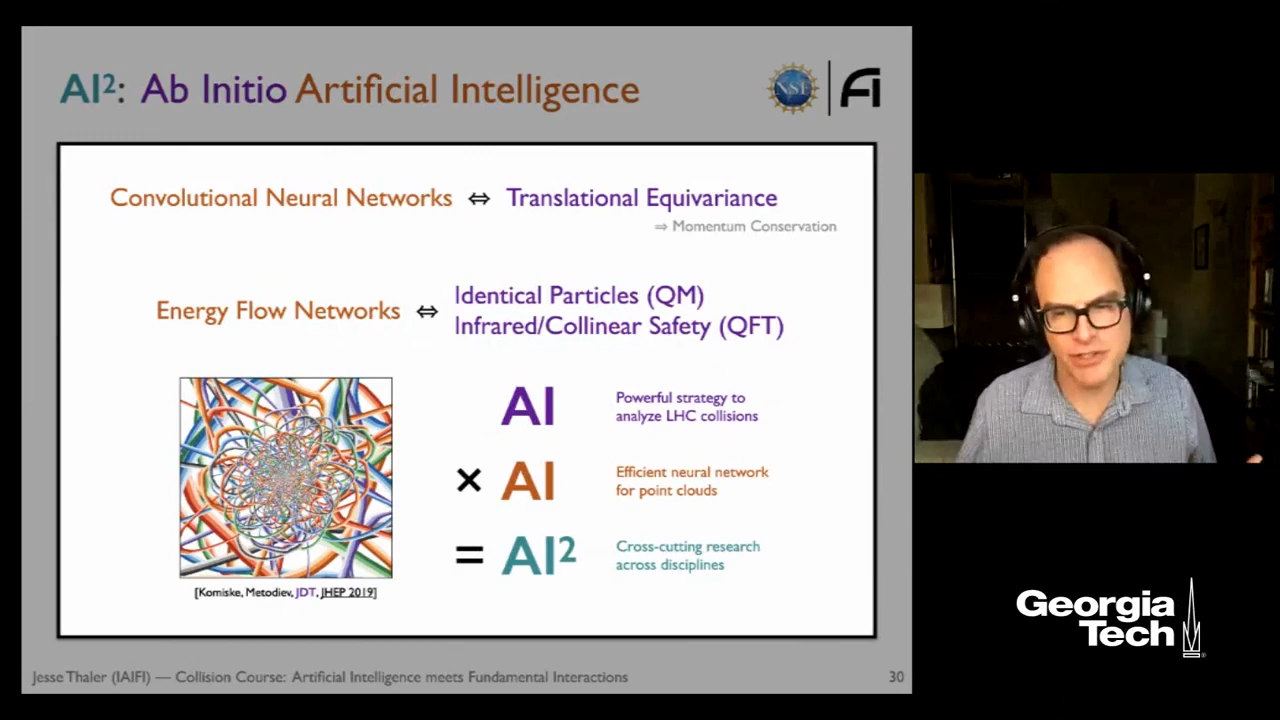 AI²: Ab Initio Artificial Intelligence
NSF
Convolutional Neural Networks ⇔ Translational Equivariance
⇒ Momentum Conservation
Energy Flow Networks ⇔ Identical Particles (QM)
Infrared/Collinear Safety (QFT)
AI Powerful strategy to
analyze LHC collisions
× AI Efficient neural network
for point clouds
= AI² Cross-cutting research
across disciplines
[Komiske, Metodiev, JDT, JHEP 2019]
Jesse Thaler (IAIFI) — Collision Course: Artificial Intelligence meets Fundamental Interactions 30
Georgia
Tech